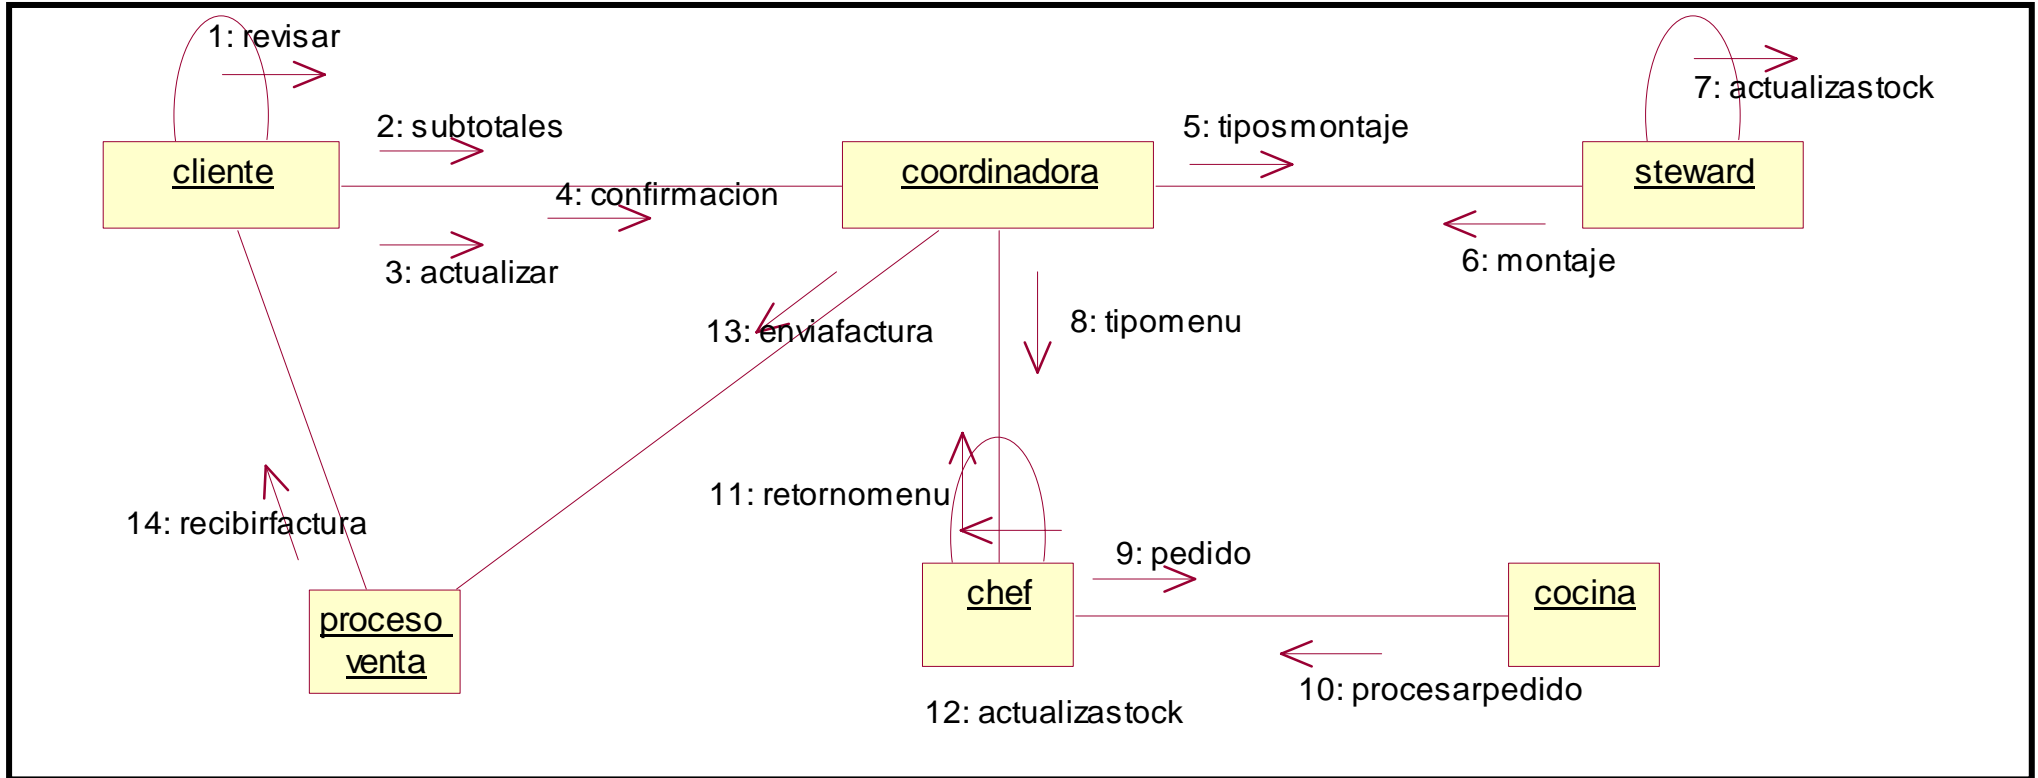 1: revisar
7: actualizastock
2: subtotales
5: tiposmontaje
cliente
coordinadora
steward
4: confirmacion
3: actualizar
6: montaje
13: enviafactura
8: tipomenu
11: retornomenu
14: recibirfactura
9: pedido
chef
cocina
proceso
venta
10: procesarpedido
12: actualizastock